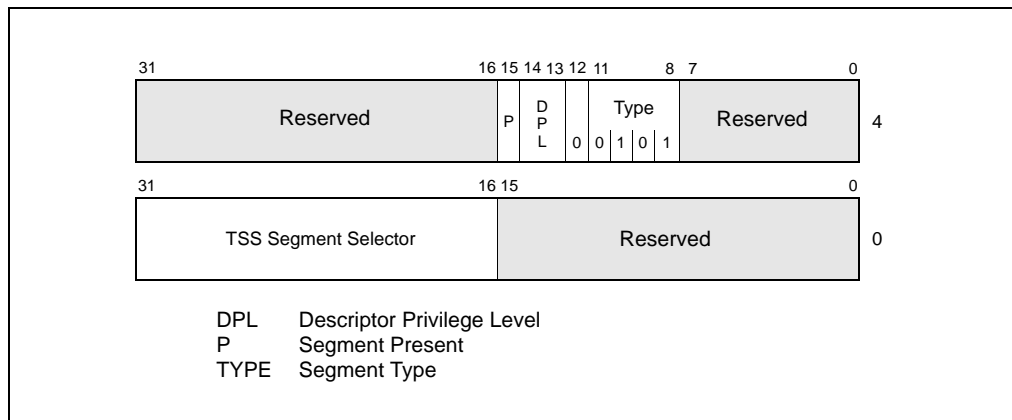 31 16 15 14 13 12 11 8 7 0
Reserved P DPL Type Reserved 4
0 0 1 0 1
31 16 15 0
TSS Segment Selector Reserved 0
DPL Descriptor Privilege Level
P Segment Present
TYPE Segment Type